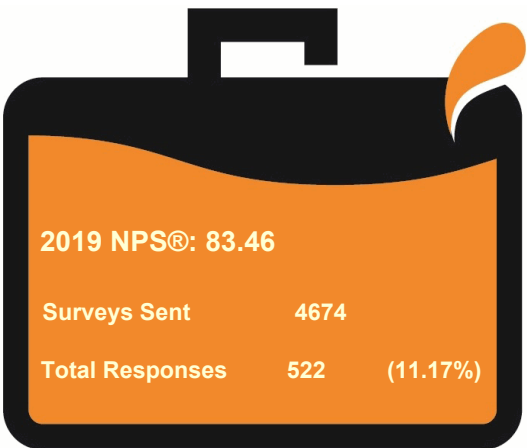 2019 NPS®: 83.46
Surveys Sent 4674
Total Responses 522 (11.17%)